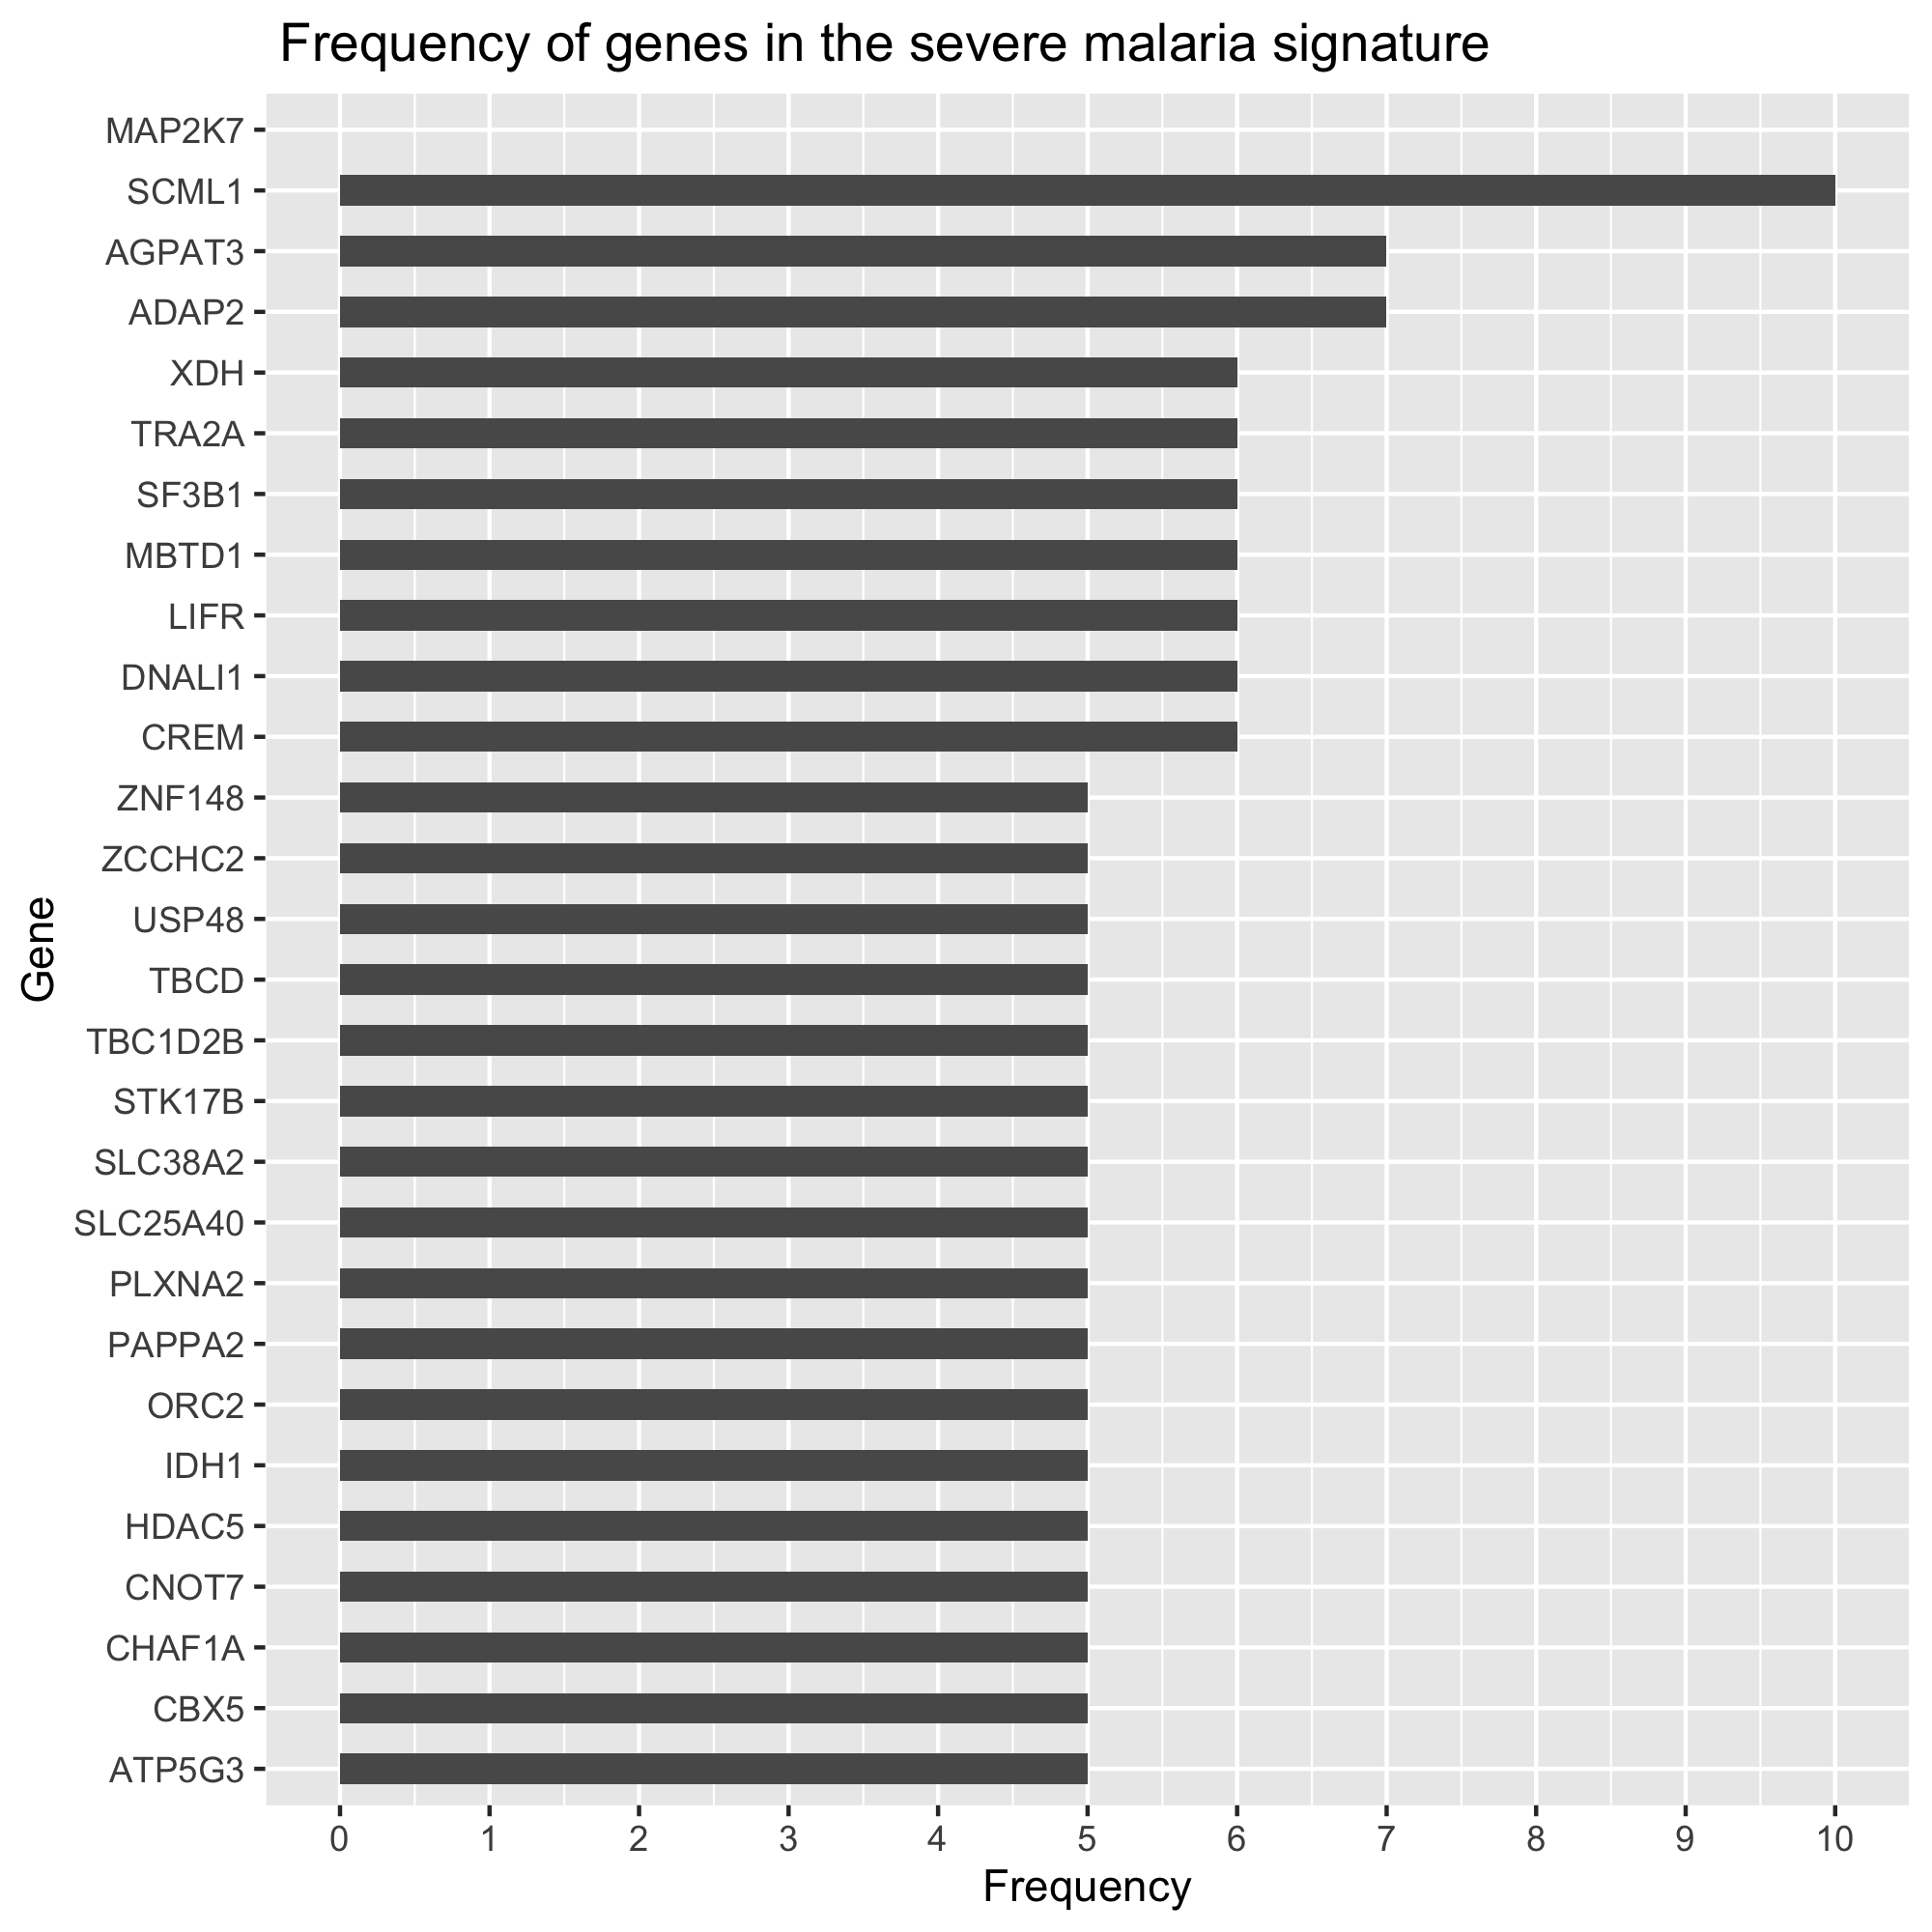 Frequency of genes in the severe malaria signature
MAP2K7
SCML1
AGPAT3
ADAP2
XDH
TRA2A
SF3B1
MBTD1
LIFR
DNALI1
CREM
ZNF148
ZCCHC2
USP48
TBCD
TBC1D2B
STK17B
SLC38A2
SLC25A40
PLXNA2
PAPPA2
ORC2
IDH1
HDAC5
CNOT7
CHAF1A
CBX5
ATP5G3
Gene
0 1 2 3 4 5 6 7 8 9 10
Frequency